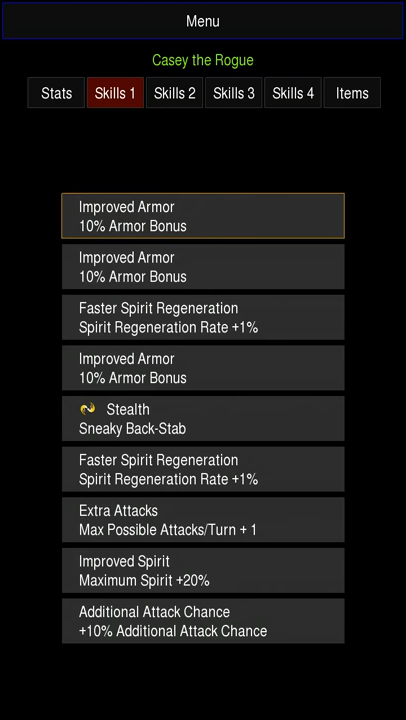 Menu
Casey the Rogue
Stats Skills 1 Skills 2 Skills 3 Skills 4 Items
Improved Armor
10% Armor Bonus
Improved Armor
10% Armor Bonus
Faster Spirit Regeneration
Spirit Regeneration Rate +1%
Improved Armor
10% Armor Bonus
Stealth
Sneaky Back-Stab
Faster Spirit Regeneration
Spirit Regeneration Rate +1%
Extra Attacks
Max Possible Attacks/Turn + 1
Improved Spirit
Maximum Spirit +20%
Additional Attack Chance
+10% Additional Attack Chance